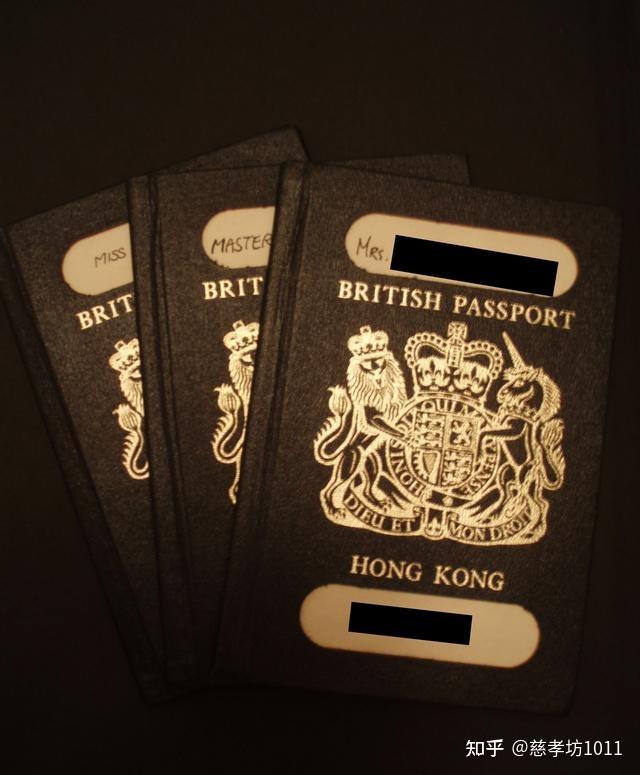 MISS
BRIT
MASTER
BRIT
Mrs.
BRITISH PASSPORT
DIEU ET MON DROIT
HONG KONG
知乎 @慈孝坊1011